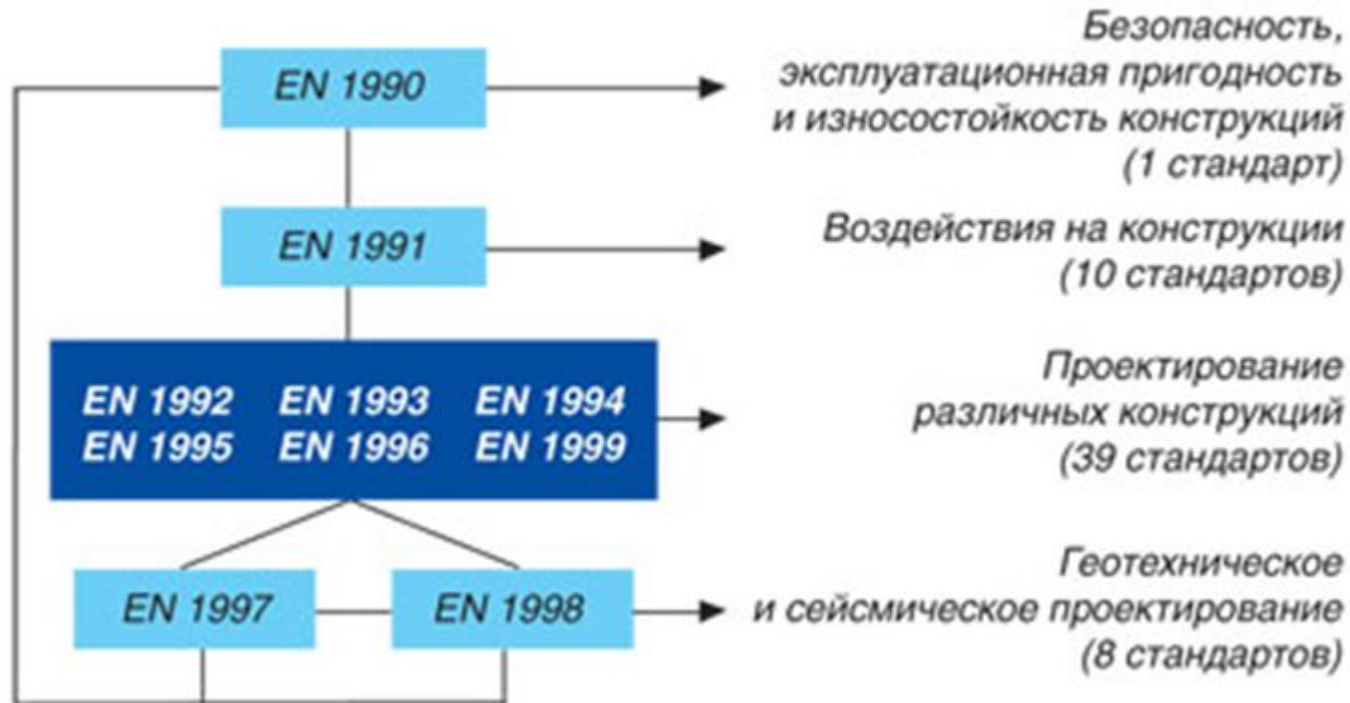 EN 1990
Безопасность,
эксплуатационная пригодность
и износостойкость конструкций
(1 стандарт)
EN 1991
Воздействия на конструкции
(10 стандартов)
EN 1992 EN 1993 EN 1994
EN 1995 EN 1996 EN 1999
Проектирование
различных конструкций
(39 стандартов)
EN 1997 EN 1998
Геотехническое
и сейсмическое проектирование
(8 стандартов)